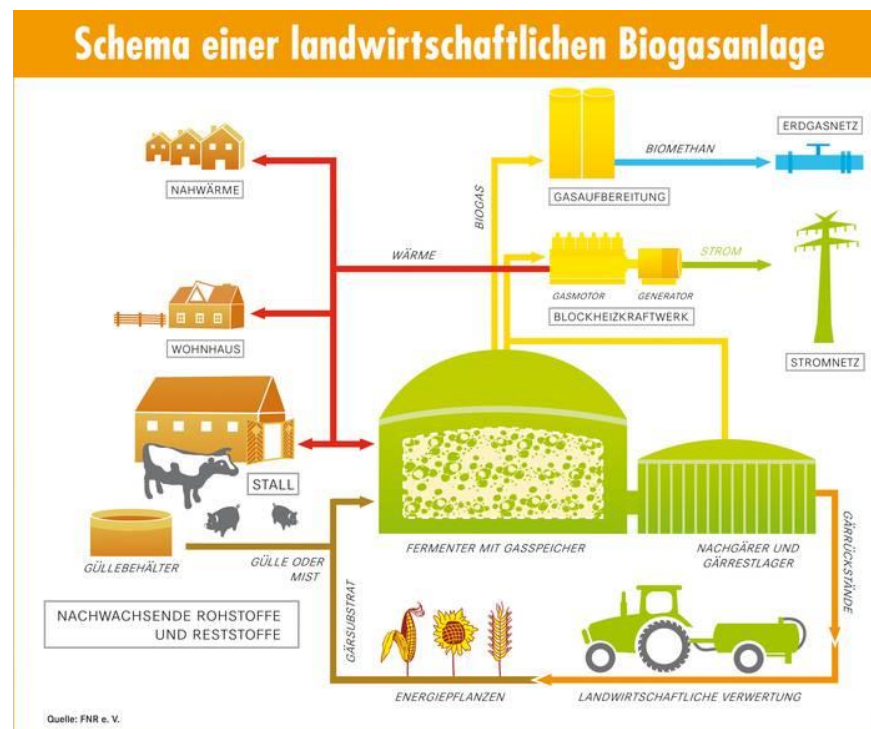 Schema einer landwirtschaftlichen Biogasanlage
ERDGASNETZ
BIOMETHAN
NAHWÄRME
GASAUFBEREITUNG
BIOGAS
WÄRME
STROM
GASMOTOR
GENERATOR
BLOCKHEIZKRAFTWERK
WOHNHAUS
STROMNETZ
STALL
FERMENTER MIT GASSPEICHER
NACHGÄRER UND
GÄRRESTLAGER
GÜLLEBEHÄLTER
GÜLLE ODER
MIST
GÄRRÜCKSTÄNDE
NACHWACHSENDE ROHSTOFFE
UND RESTSTOFFE
GÄRSUBSTRAT
ENERGIEPFLANZEN
LANDWIRTSCHAFTLICHE VERWERTUNG
Quelle: FNR e. V.